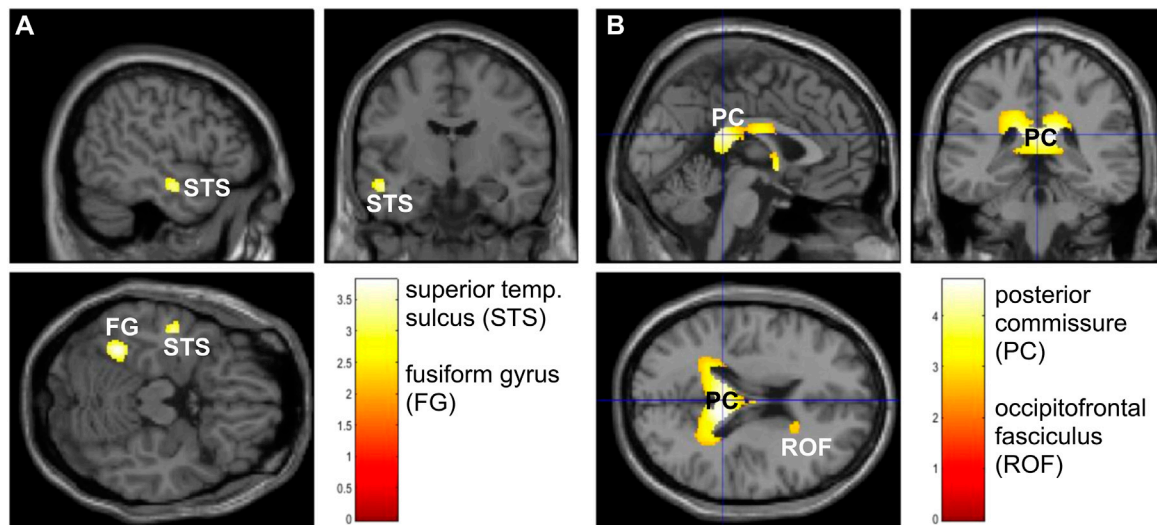 A
STS
STS
FG
STS
3.5
3
2.5
2
1.5
1
0.5
0
superior temp.
sulcus (STS)
fusiform gyrus
(FG)
B
PC
PC
PC
ROF
4
3
2
1
0
posterior
commissure
(PC)
occipitofrontal
fasciculus
(ROF)